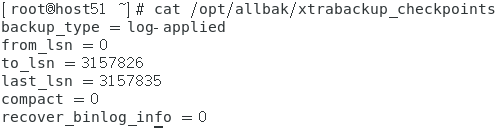 [root@host51 ~]# cat /opt/allbak/xtrabackup_checkpoints
backup_type = log-applied
from_lsn = 0
to_lsn = 3157826
last_lsn = 3157835
compact = 0
recover_binlog_info = 0